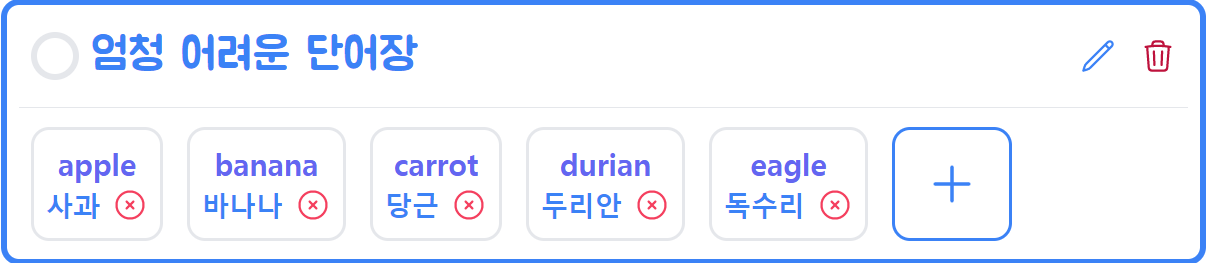 엄청 어려운 단어장
apple
사과
banana
바나나
carrot
당근
durian
두리안
eagle
독수리